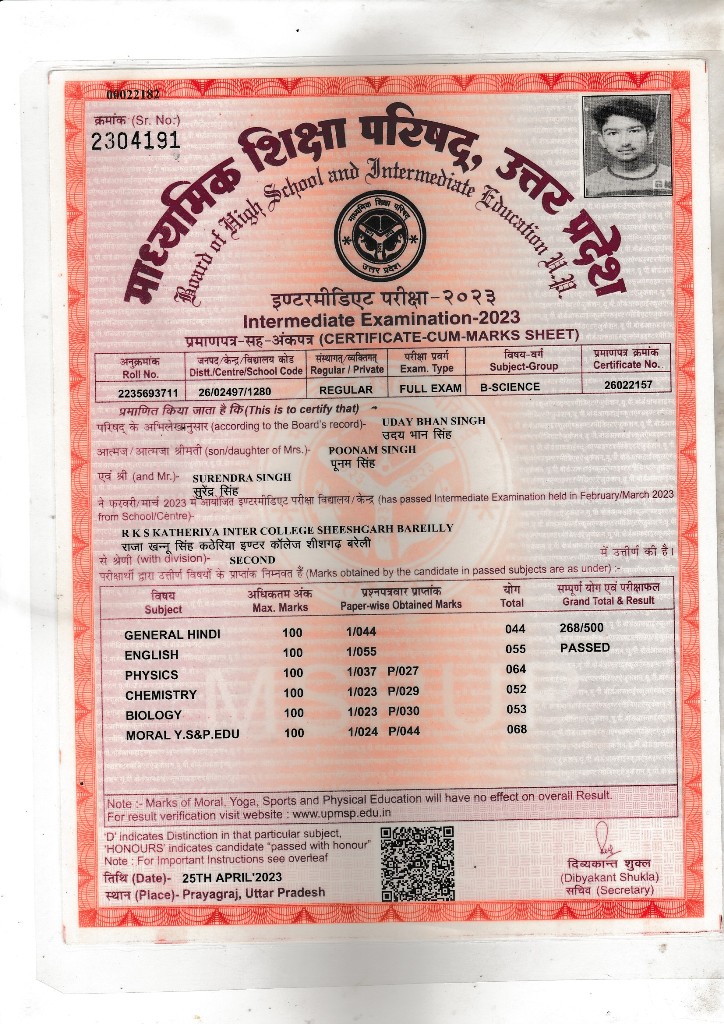 00022182
क्रमांक (Sr. No.)
2304191
माध्यमिक शिक्षा परिषद्, उत्तर प्रदेश
Board of High School and Intermediate Education U.P.
माध्यमिक शिक्षा परिषद्
उत्तर प्रदेश
इण्टरमीडिएट परीक्षा-२०२३
Intermediate Examination-2023
प्रमाणपत्र-सह-अंकपत्र (CERTIFICATE-CUM-MARKS SHEET)
अनुक्रमांक जनपद/केन्द्र/विद्यालय कोड संस्थागत/व्यक्तिगत परीक्षा प्रवर्ग विषय-वर्ग प्रमाणपत्र क्रमांक
Roll No. Distt./Centre/School Code Regular / Private Exam. Type Subject-Group Certificate No.
2235693711 26/02497/1280 REGULAR FULL EXAM B-SCIENCE 26022157
प्रमाणित किया जाता है कि (This is to certify that)
परिषद् के अभिलेखानुसार (according to the Board's record)- UDAY BHAN SINGH
उदय भान सिंह
आत्मज/आत्मजा श्रीमती (son/daughter of Mrs.)- POONAM SINGH
पूनम सिंह
एवं श्री (and Mr.)- SURENDRA SINGH
सुरेंद्र सिंह
ने फरवरी/मार्च 2023 में आयोजित इण्टरमीडिएट परीक्षा विद्यालय/केन्द्र (has passed Intermediate Examination held in February/March 2023
from School/Centre)-
R K S KATHERIYA INTER COLLEGE SHEESHGARH BAREILLY
राजा खन्नू सिंह कठेरिया इण्टर कॉलेज शीशगढ़ बरेली
से श्रेणी (with division)- SECOND में उत्तीर्ण की है।
परीक्षार्थी द्वारा उत्तीर्ण विषयों के प्राप्तांक निम्नवत हैं (Marks obtained by the candidate in passed subjects are as under) :-
विषय अधिकतम अंक प्रश्नपत्रवार प्राप्तांक योग सम्पूर्ण योग एवं परीक्षाफल
Subject Max. Marks Paper-wise Obtained Marks Total Grand Total & Result
GENERAL HINDI 100 1/044 044 268/500
ENGLISH 100 1/055 055 PASSED
PHYSICS 100 1/037 P/027 064
CHEMISTRY 100 1/023 P/029 052
BIOLOGY 100 1/023 P/030 053
MORAL Y.S&P.EDU 100 1/024 P/044 068
Note :- Marks of Moral, Yoga, Sports and Physical Education will have no effect on overall Result.
For result verification visit website : www.upmsp.edu.in
'D' indicates Distinction in that particular subject,
'HONOURS' indicates candidate "passed with honour"
Note : For Important Instructions see overleaf
तिथि (Date)- 25TH APRIL'2023
स्थान (Place)- Prayagraj, Uttar Pradesh
दिव्यकान्त शुक्ल
(Dibyakant Shukla)
सचिव (Secretary)